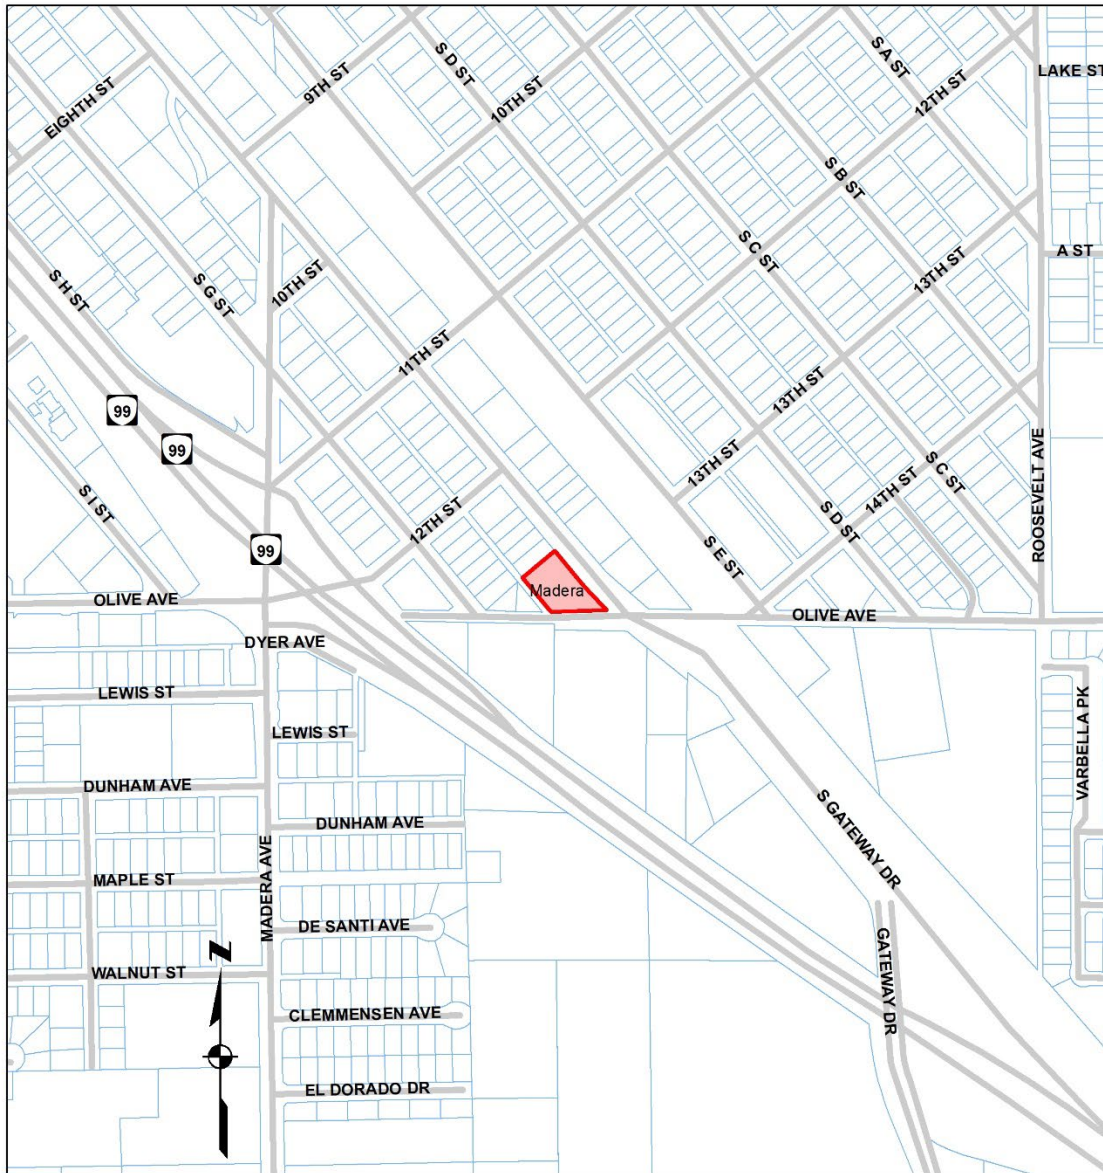 S D ST
9TH ST
10TH ST
EIGHTH ST
S A ST
12TH ST
LAKE ST
S B ST
S C ST
13TH ST
A ST
S H ST
S G ST
10TH ST
11TH ST
99
99
13TH ST
13TH ST
S C ST
14TH ST
ROOSEVELT AVE
S I ST
12TH ST
S D ST
99
S E ST
Madera
OLIVE AVE
OLIVE AVE
DYER AVE
LEWIS ST
LEWIS ST
VARBELLA PK
DUNHAM AVE
DUNHAM AVE
S GATEWAY DR
MAPLE ST
MADERA AVE
DE SANTI AVE
Z
GATEWAY DR
WALNUT ST
CLEMMENSEN AVE
EL DORADO DR